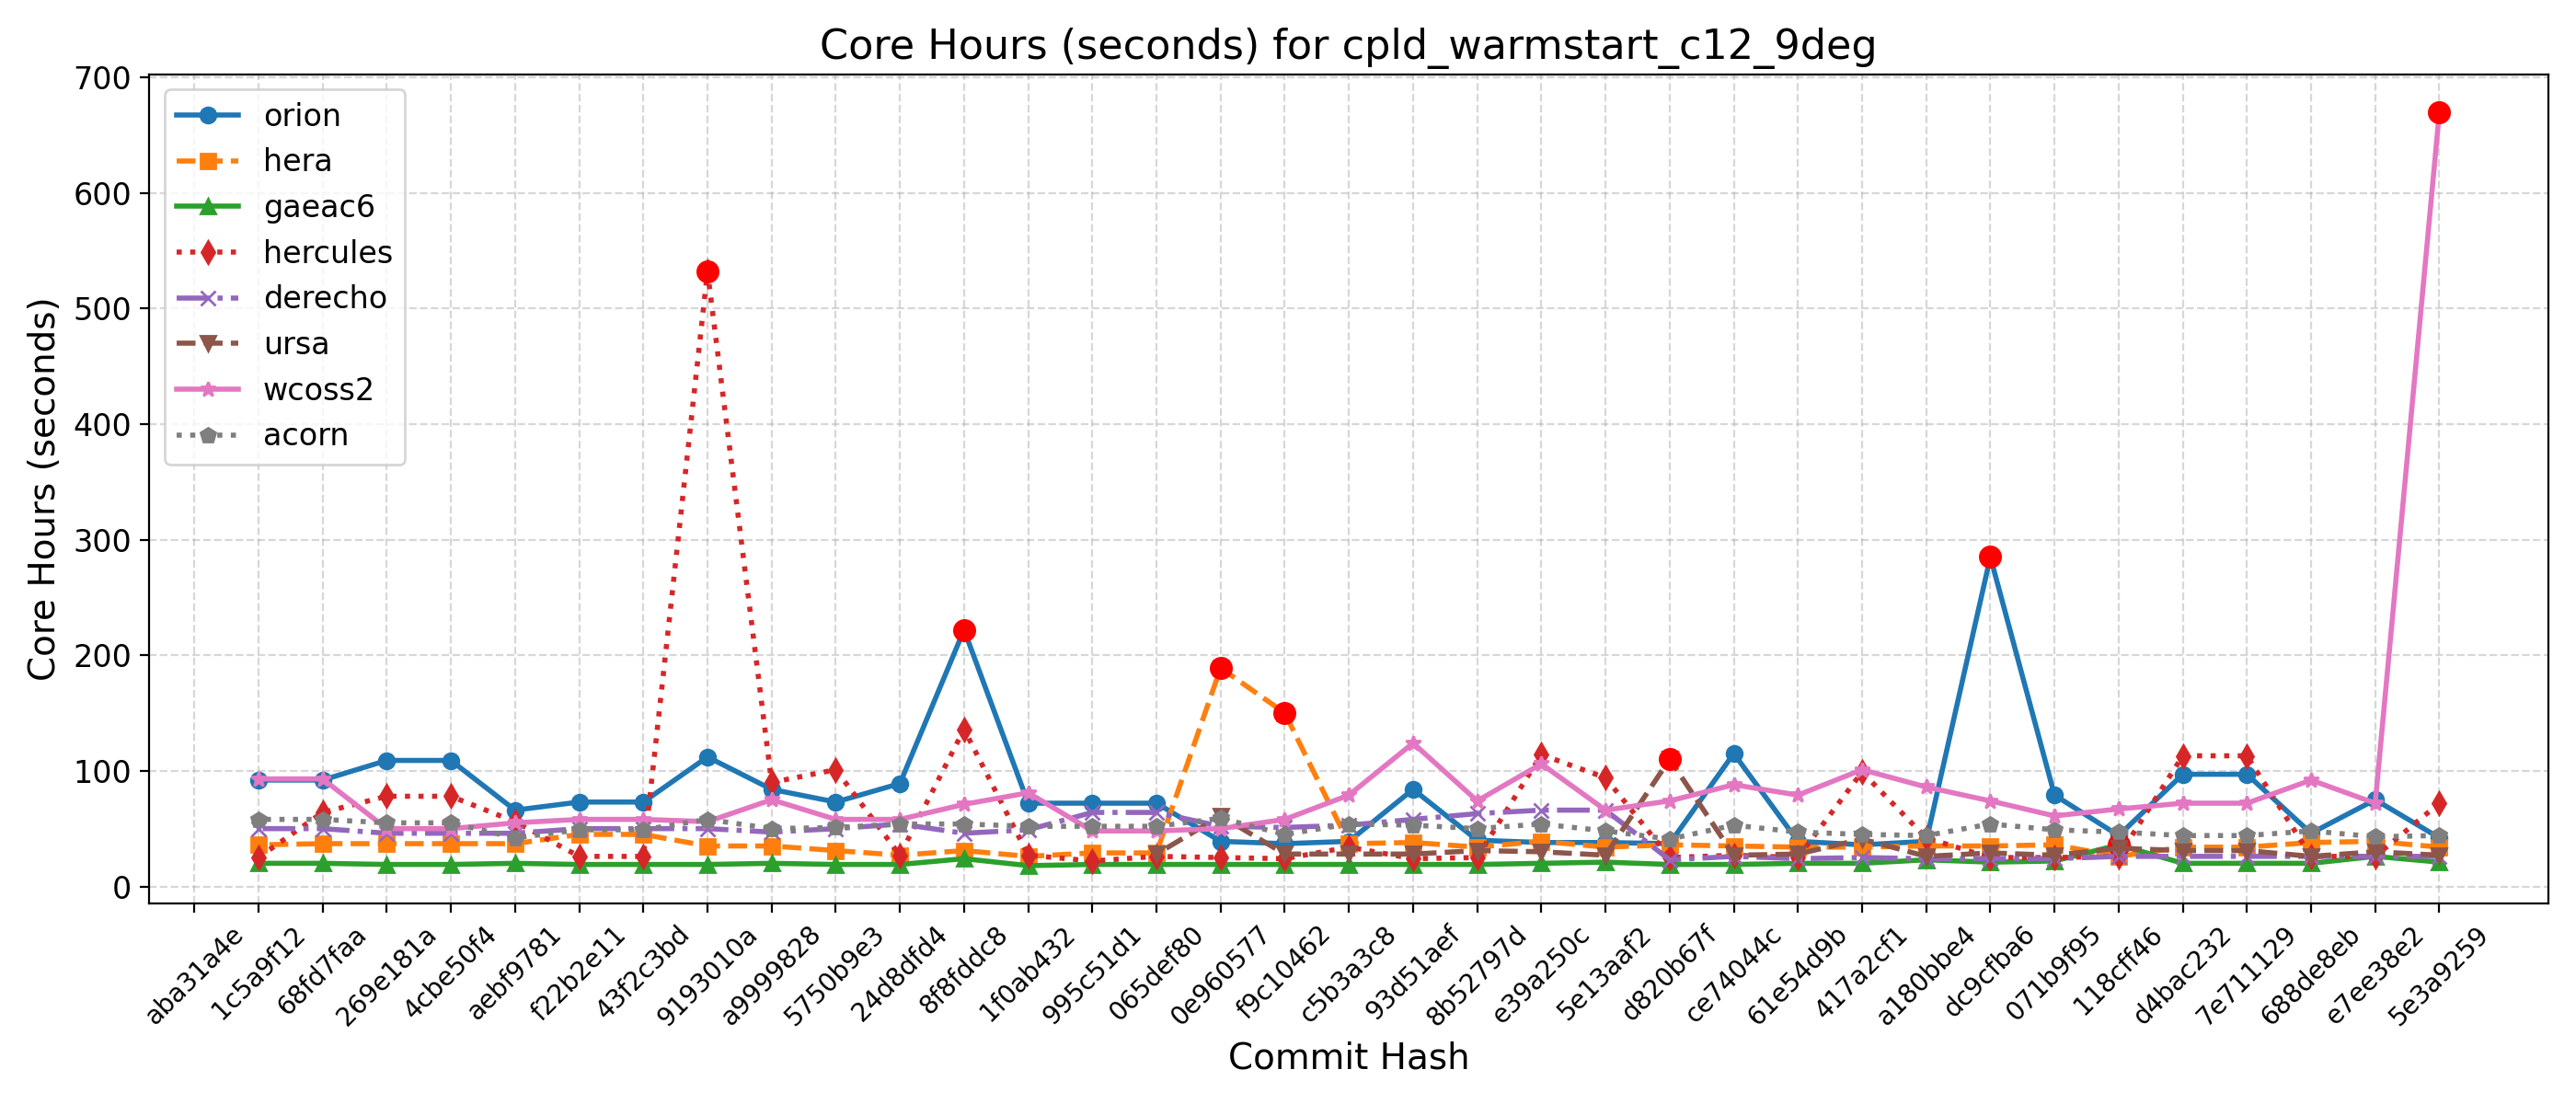 Core Hours (seconds) for cpld_warmstart_c12_9deg
Core Hours (seconds)
700
600
500
400
300
200
100
0
orion
hera
gaeac6
hercules
derecho
ursa
wcoss2
acorn
aba31a4e
1c5a9f12
68fd7faa
269e181a
4cbe50f4
aebf9781
f22b2e11
43f2c3bd
9193010a
a9999828
5750b9e3
24d8dfd4
8f8fddc8
1f0ab432
995c51d1
065def80
0e960577
f9c10462
c5b3a3c8
93d51aef
8b52797d
e39a250c
5e13aaf2
d820b67f
ce74044c
61e54d9b
417a2cf1
a180bbe4
dc9cfba6
071b9f95
118cff46
d4bac232
7e711129
688de8eb
e7ee38e2
5e3a9259
Commit Hash